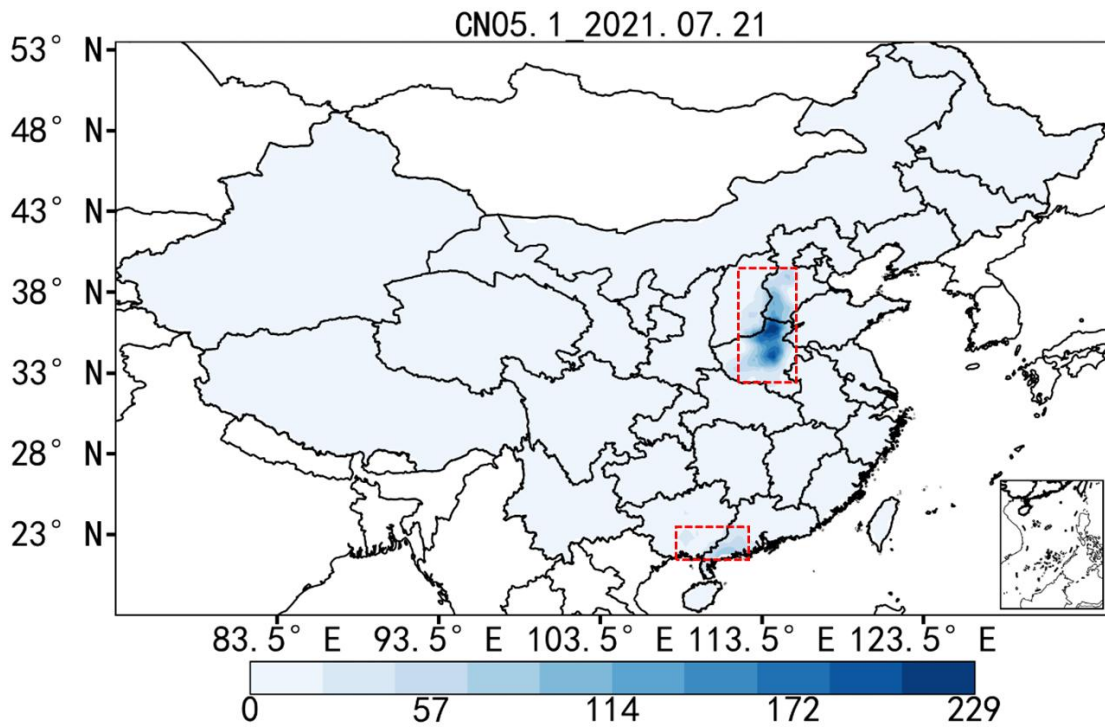 CN05.1_2021.07.21
53° N
48° N
43° N
38° N
33° N
28° N
23° N
83.5° E 93.5° E 103.5° E 113.5° E 123.5° E
0 57 114 172 229